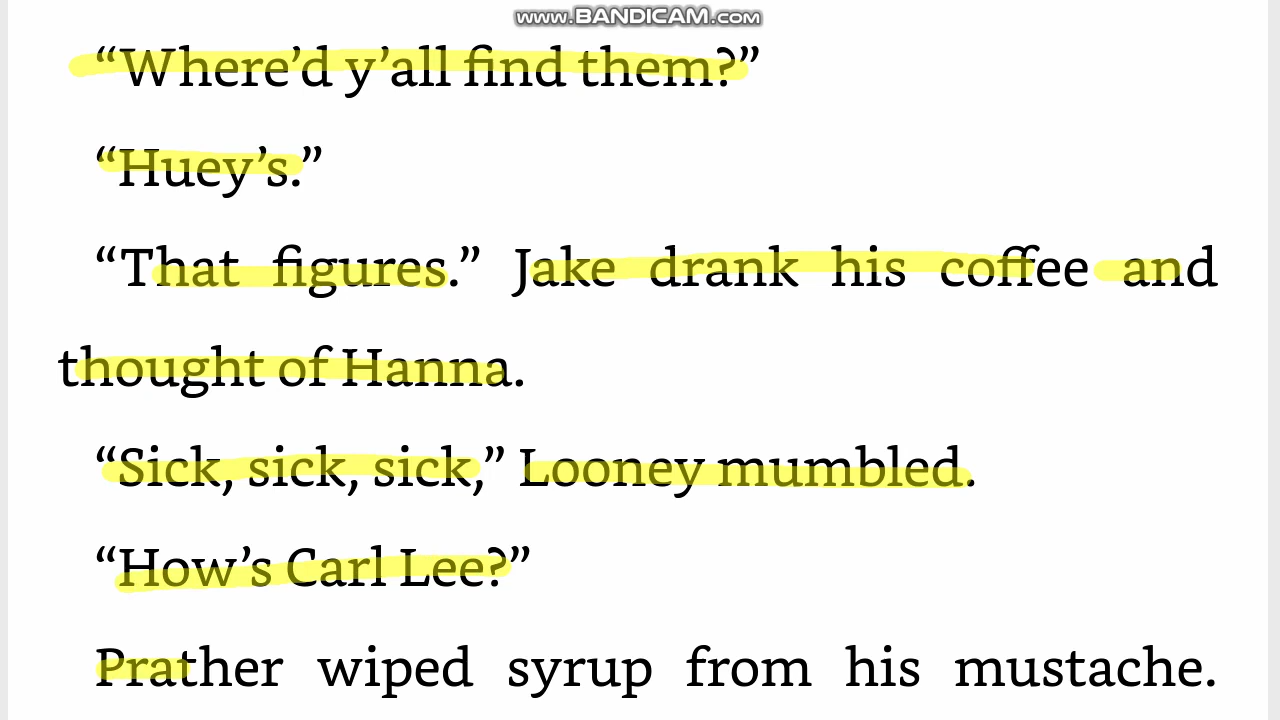 www.BANDICAM.com
“Where’d y’all find them?”
“Huey’s.”
“That figures.” Jake drank his coffee and
thought of Hanna.
“Sick, sick, sick,” Looney mumbled.
“How’s Carl Lee?”
Prather wiped syrup from his mustache.